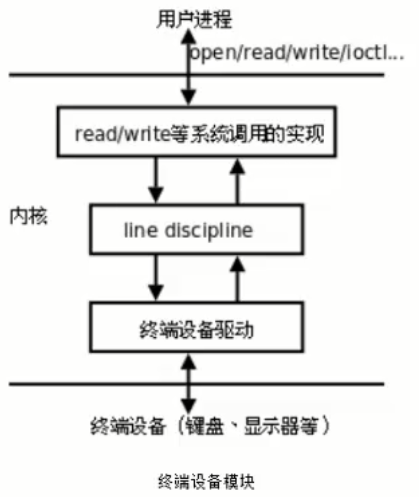 用户进程
open/read/write/ioctl...
read/write等系统调用的实现
内核
line discipline
终端设备驱动
终端设备（键盘、显示器等）
终端设备模块